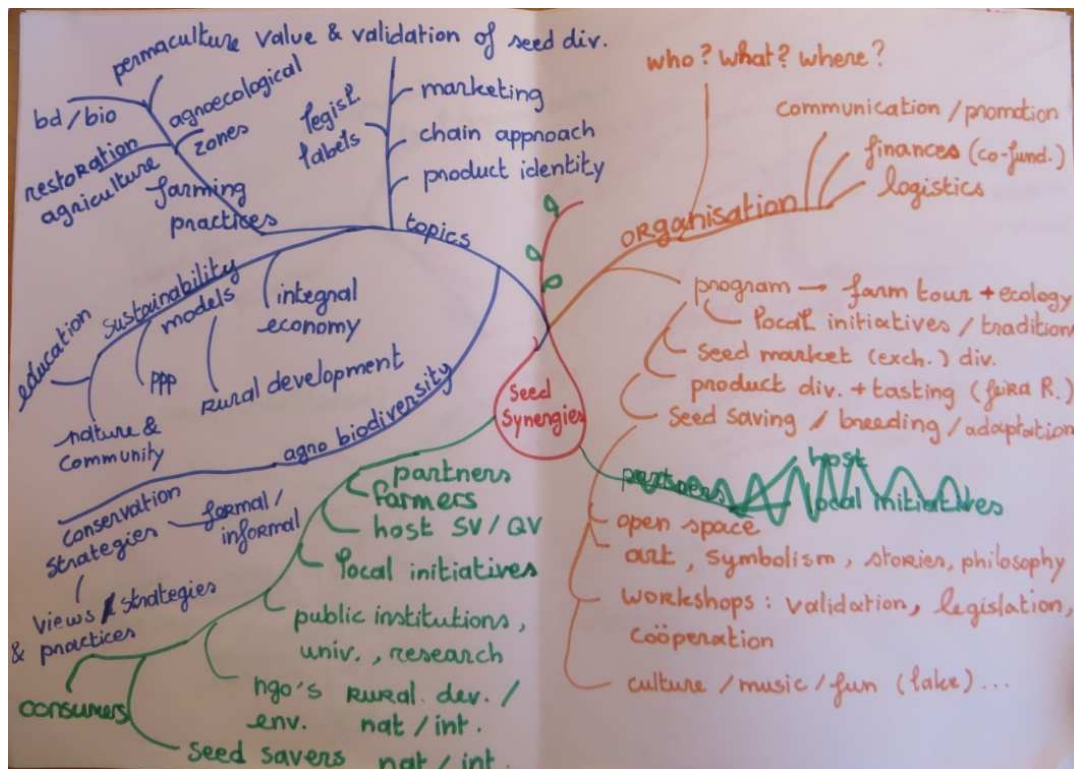 permaculture
value & validation of seed div.
bd/bio
agroecological
zones
restoration
agriculture
farming
practices
legisl.
labels
marketing
chain approach
product identity
topics
sustainability
models
education
PPP
nature &
community
integral
economy
rural development
agro biodiversity
conservation
strategies
formal /
informal
views / strategies
& practices
Seed
Synergies
partners
farmers
host SV / QV
local initiatives
public institutions,
univ., research
ngo's rural. dev. /
env. nat / int.
consumers
seed savers nat / int.
who? what? where?
communication / promotion
finances (co-fund.)
logistics
organisation
program → farm tour + ecology
local initiatives / tradition
seed market (exch.) div.
product div. + tasting (feira R.)
seed saving / breeding / adaptation
partners
host
local initiatives
open space
art, symbolism, stories, philosophy
workshops : validation, legislation,
coöperation
culture / music / fun (lake) ...